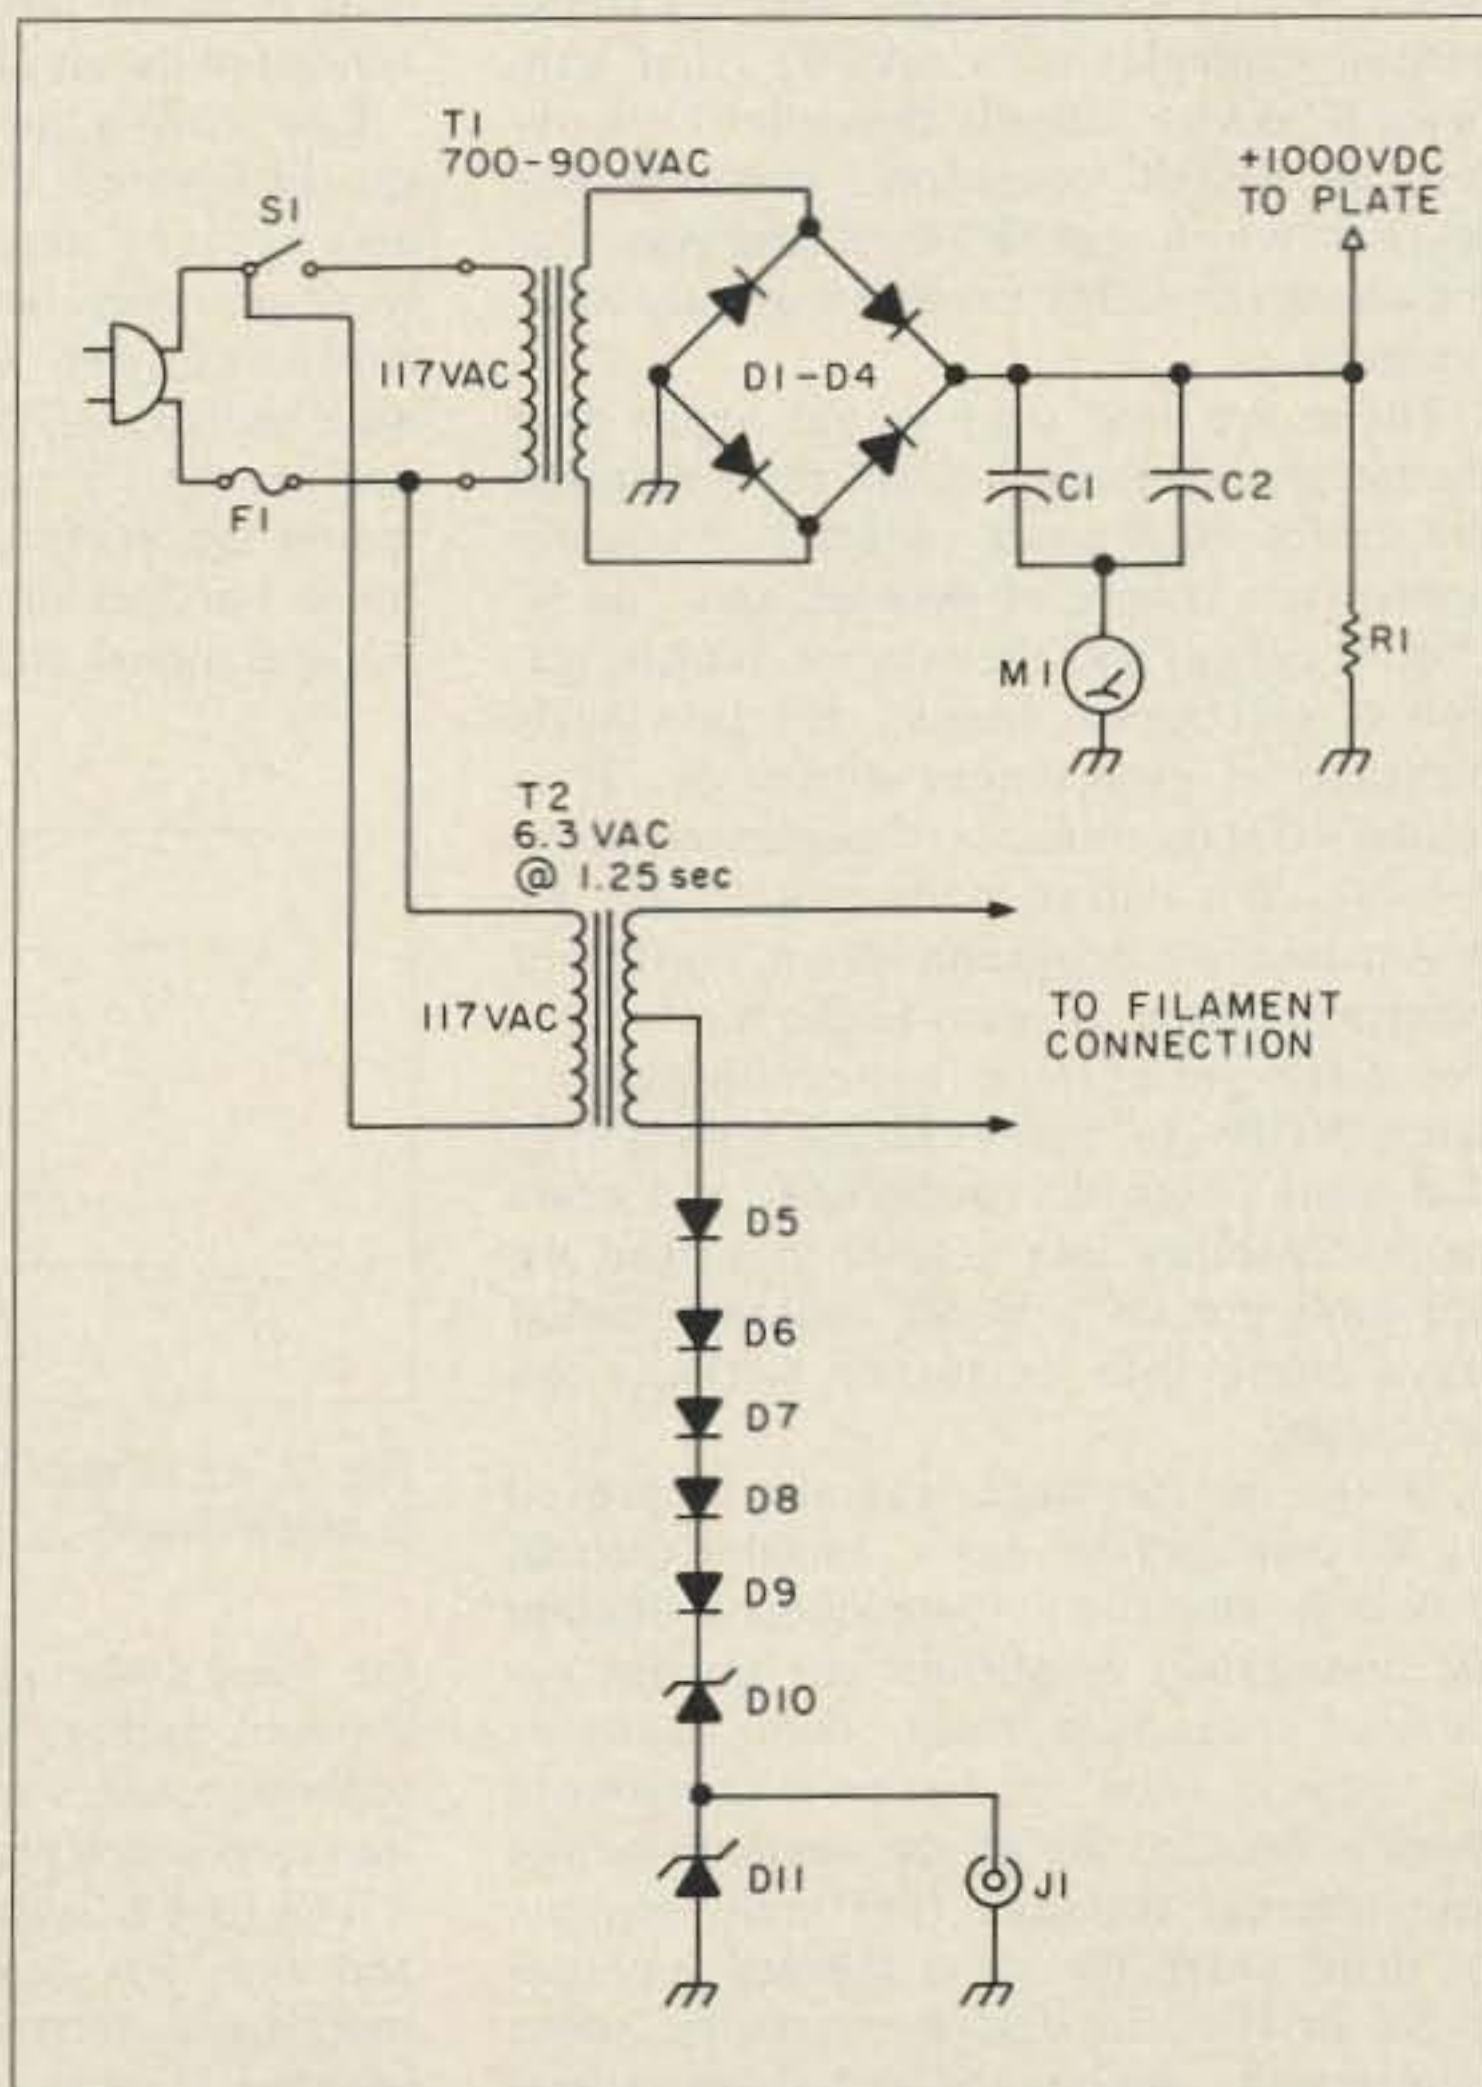 T1
700-900VAC
+1000VDC
TO PLATE
S1
117VAC
D1-D4
F1
C1
C2
M1
R1
T2
6.3 VAC
@ 1.25 sec
117VAC
TO FILAMENT
CONNECTION
D5
D6
D7
D8
D9
D10
D11
J1